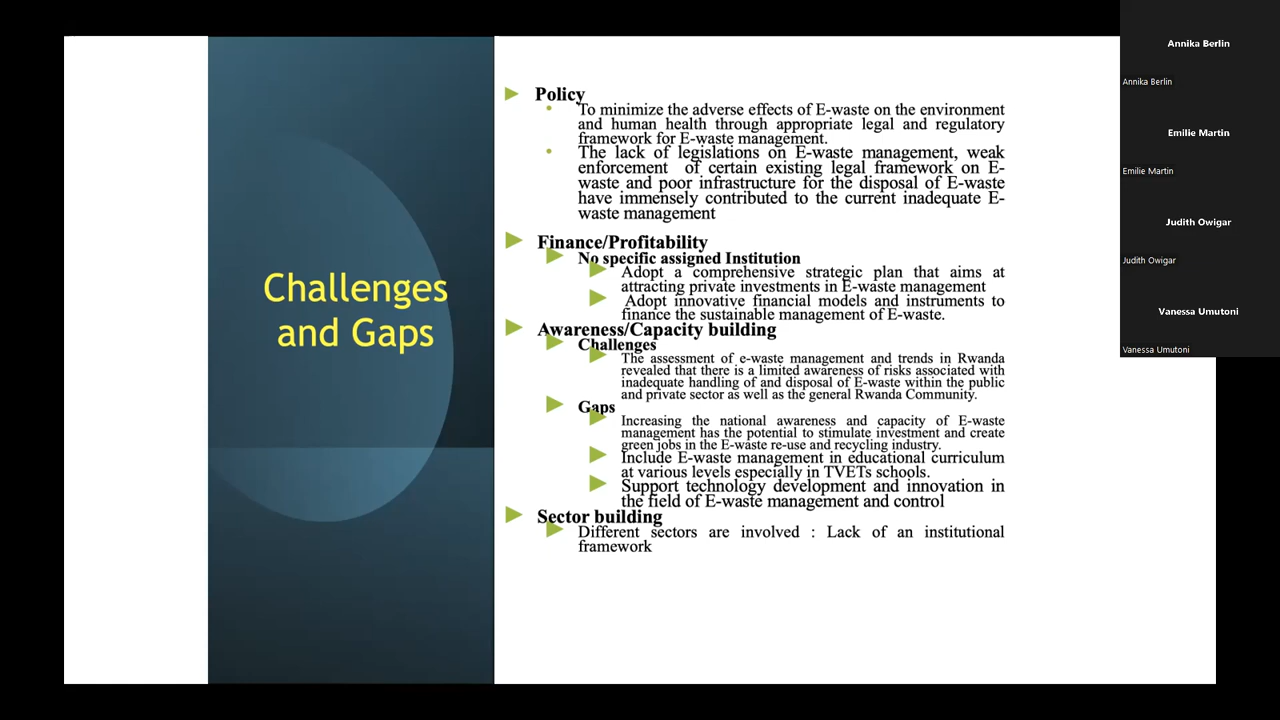 Challenges
and Gaps
Policy
To minimize the adverse effects of E-waste on the environment
and human health through appropriate legal and regulatory
framework for E-waste management.
The lack of legislations on E-waste management, weak
enforcement of certain existing legal framework on E-
waste and poor infrastructure for the disposal of E-waste
have immensely contributed to the current inadequate E-
waste management
Finance/Profitability
No specific assigned Institution
Adopt a comprehensive strategic plan that aims at
attracting private investments in E-waste management
Adopt innovative financial models and instruments to
finance the sustainable management of E-waste.
Awareness/Capacity building
Challenges
The assessment of e-waste management and trends in Rwanda
revealed that there is a limited awareness of risks associated with
inadequate handling of and disposal of E-waste within the public
and private sector as well as the general Rwanda Community.
Gaps
Increasing the national awareness and capacity of E-waste
management has the potential to stimulate investment and create
green jobs in the E-waste re-use and recycling industry.
Include E-waste management in educational curriculum
at various levels especially in TVETs schools.
Support technology development and innovation in
the field of E-waste management and control
Sector building
Different sectors are involved : Lack of an institutional
framework
Annika Berlin
Annika Berlin
Emilie Martin
Emilie Martin
Judith Owigar
Judith Owigar
Vanessa Umutoni
Vanessa Umutoni